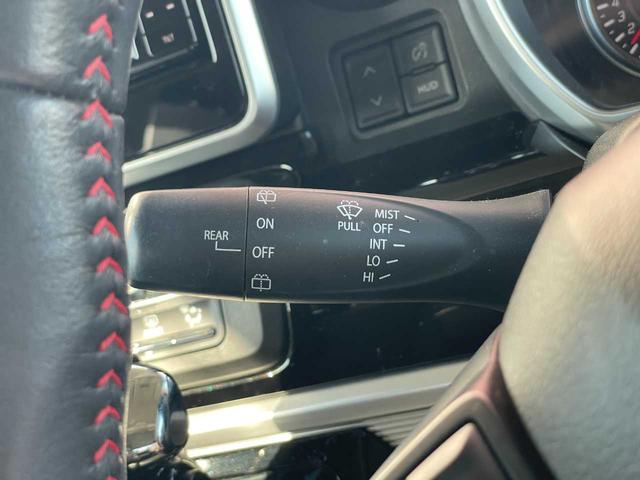 HUD
MIST
OFF
PULL
INT
LO
HI
ON
REAR
OFF